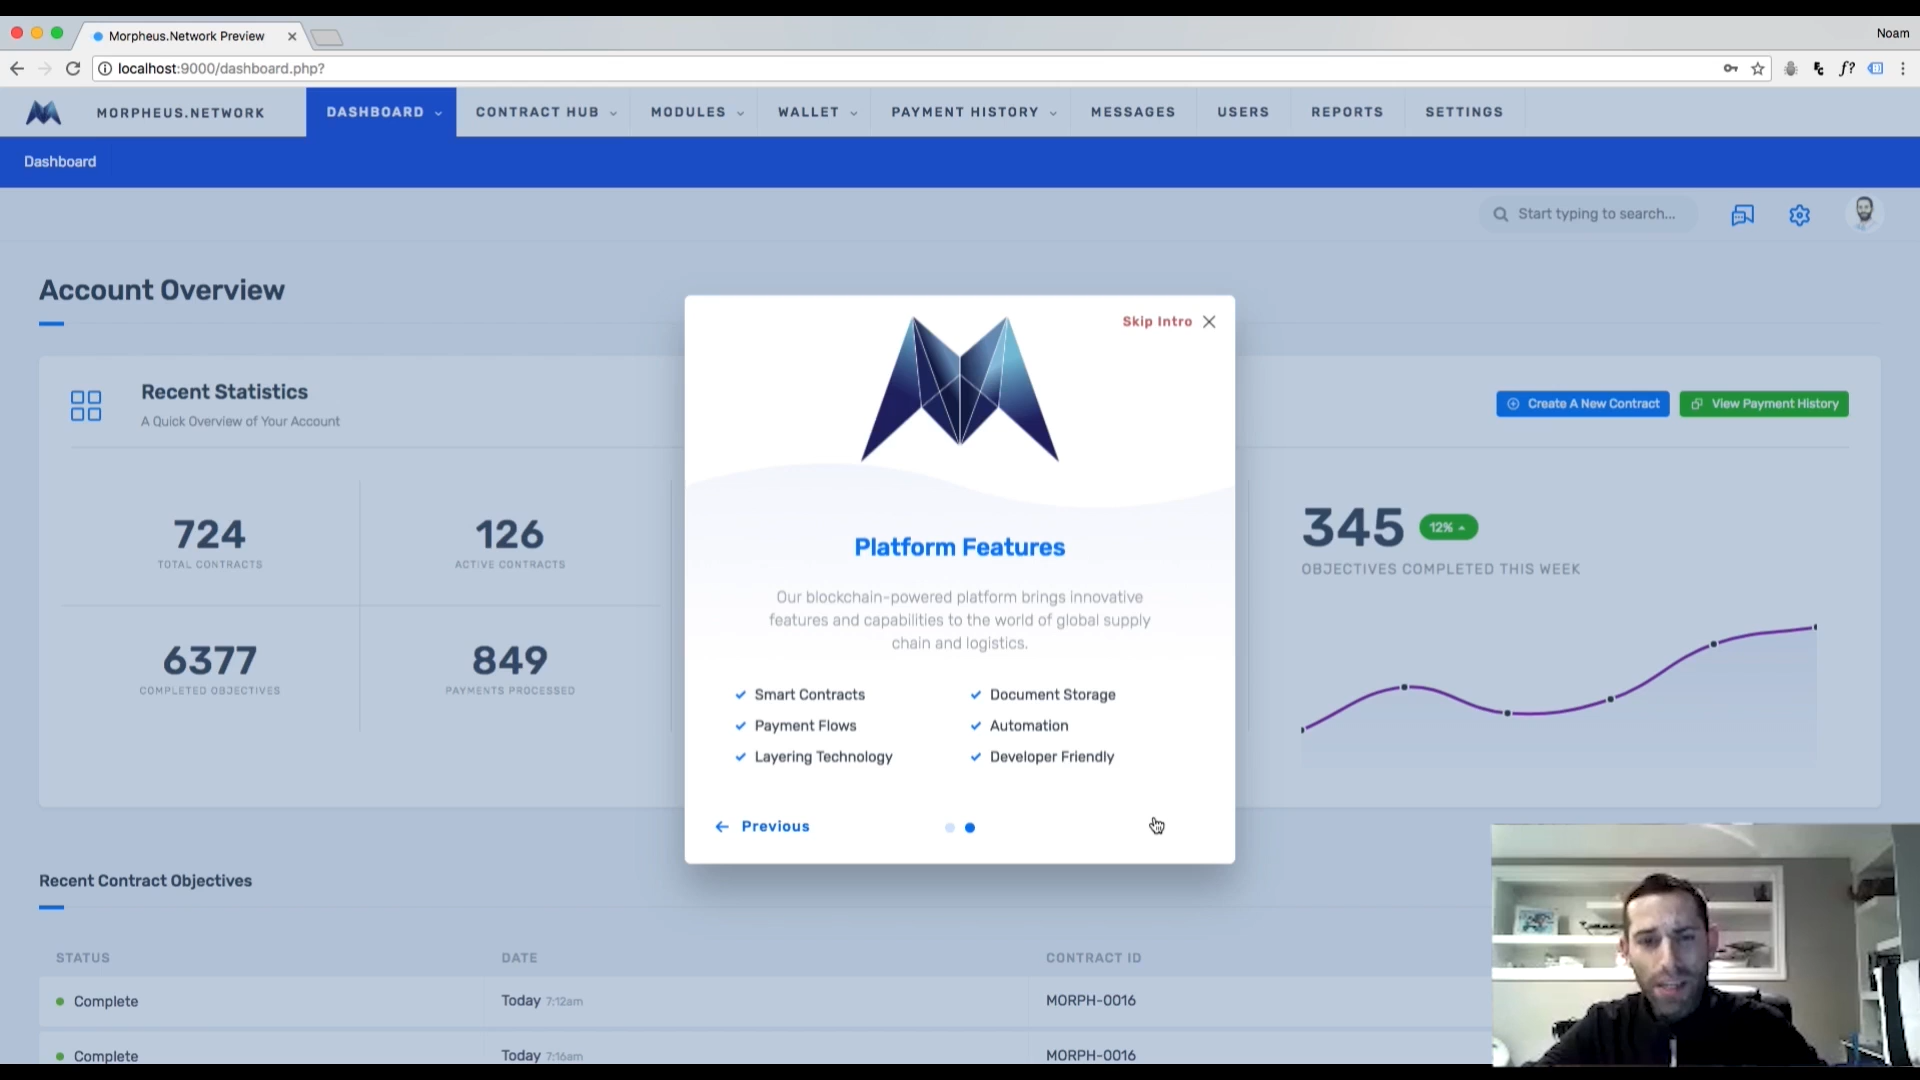 Morpheus.Network Preview
Noam
localhost:9000/dashboard.php?
f?
MORPHEUS.NETWORK
DASHBOARD
CONTRACT HUB
MODULES
WALLET
PAYMENT HISTORY
MESSAGES
USERS
REPORTS
SETTINGS
Dashboard
Start typing to search...
Account Overview
Skip Intro
Recent Statistics
A Quick Overview of Your Account
Create A New Contract
View Payment History
724
TOTAL CONTRACTS
126
ACTIVE CONTRACTS
6377
COMPLETED OBJECTIVES
849
PAYMENTS PROCESSED
Platform Features
Our blockchain-powered platform brings innovative
features and capabilities to the world of global supply
chain and logistics.
Smart Contracts
Document Storage
Payment Flows
Automation
Layering Technology
Developer Friendly
Previous
345
12%
OBJECTIVES COMPLETED THIS WEEK
Recent Contract Objectives
STATUS
DATE
CONTRACT ID
Complete
Today 7:12am
MORPH-0016
Complete
Today 7:16am
MORPH-0016